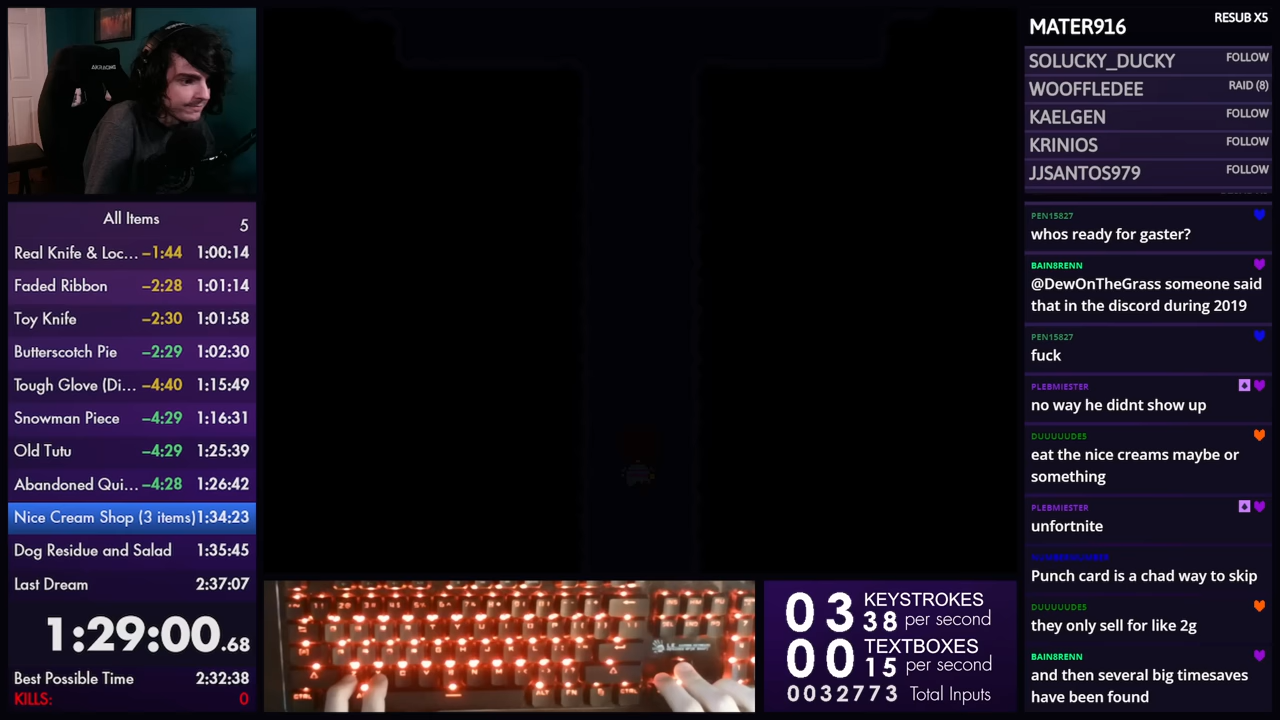 All Items
5
Real Knife & Loc... −1:44 1:00:14
Faded Ribbon −2:28 1:01:14
Toy Knife −2:30 1:01:58
Butterscotch Pie −2:29 1:02:30
Tough Glove (Di... −4:40 1:15:49
Snowman Piece −4:29 1:16:31
Old Tutu −4:29 1:25:39
Abandoned Qui... −4:28 1:26:42
Nice Cream Shop (3 items) 1:34:23
Dog Residue and Salad 1:35:45
Last Dream 2:37:07
1:29:00.68
Best Possible Time 2:32:38
KILLS: 0
03 38 KEYSTROKES per second
00 15 TEXTBOXES per second
0032773 Total Inputs
MATER916 RESUB X5
SOLUCKY_DUCKY FOLLOW
WOOFFLEDEE RAID (8)
KAELGEN FOLLOW
KRINIOS FOLLOW
JJSANTOS979 FOLLOW
PEN15827
whos ready for gaster?
BAIN8RENN
@DewOnTheGrass someone said
that in the discord during 2019
PEN15827
fuck
PLEBMIESTER
no way he didnt show up
DUUUUUDES
eat the nice creams maybe or
something
PLEBMIESTER
unfortnite
Punch card is a chad way to skip
DUUUUUDES
they only sell for like 2g
BAIN8RENN
and then several big timesaves
have been found